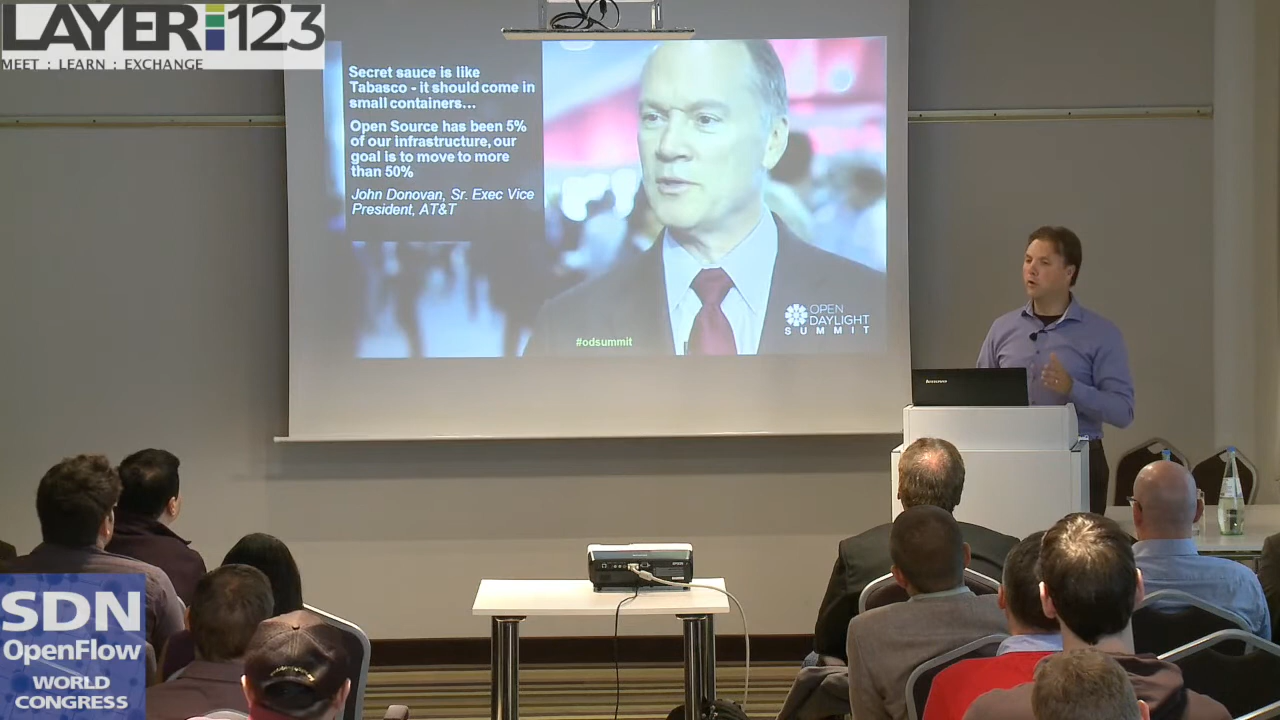 LAYER123
MEET : LEARN : EXCHANGE
Secret sauce is like
Tabasco - it should come in
small containers...
Open Source has been 5%
of our infrastructure, our
goal is to move to more
than 50%
John Donovan, Sr. Exec Vice
President, AT&T
OPEN
DAYLIGHT
SUMMIT
#odsummit
lenovo
SDN
OpenFlow
WORLD
CONGRESS